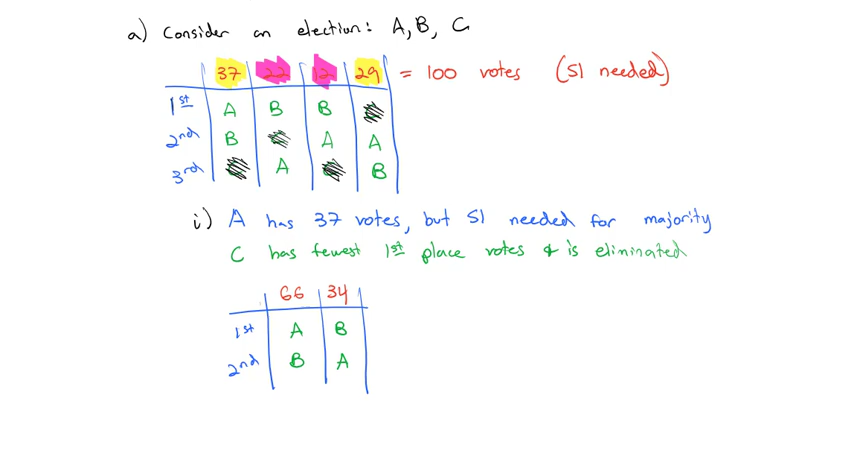 a) Consider an election: A, B, C
37 22 12 29 = 100 votes (51 needed)
1st A B B
2nd B A A
3rd A B
i) A has 37 votes, but 51 needed for majority
C has fewest 1st place votes & is eliminated
66 34
1st A B
2nd B A